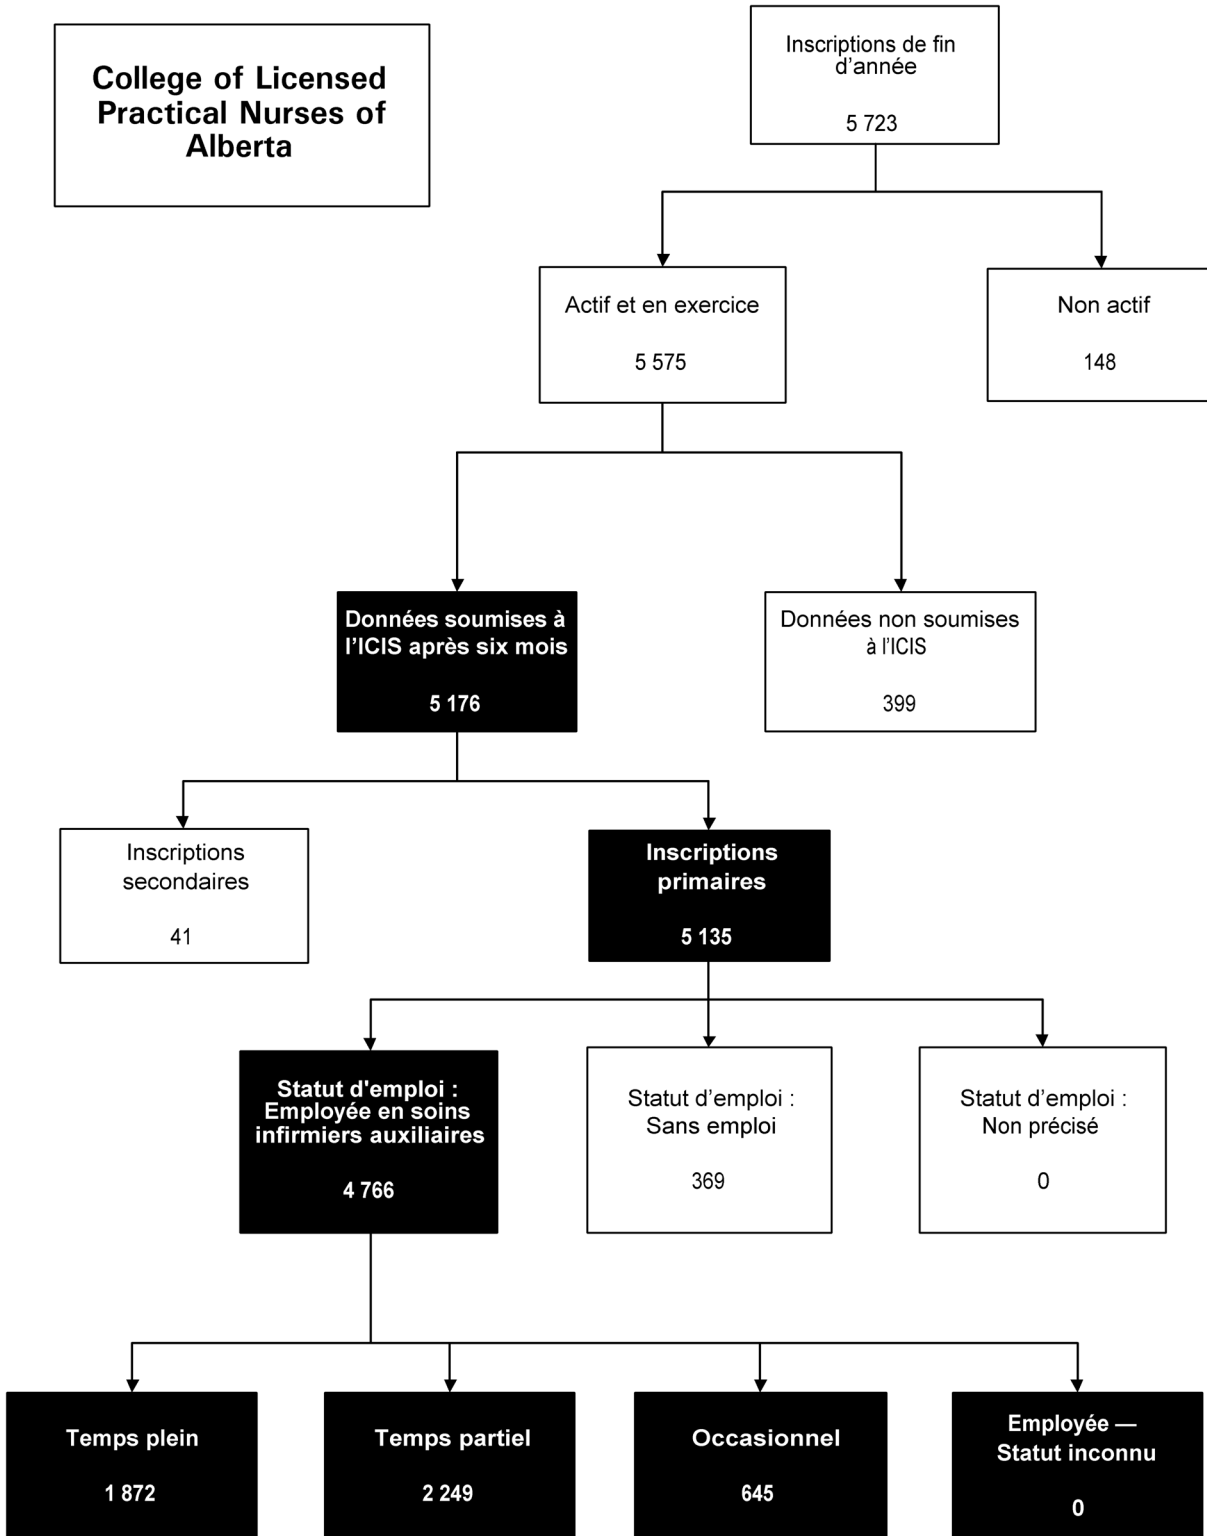 College of Licensed
Practical Nurses of
Alberta
Inscriptions de fin
d’année
5 723
Actif et en exercice
5 575
Non actif
148
Données soumises à
l’ICIS après six mois
5 176
Données non soumises
à l’ICIS
399
Inscriptions
secondaires
41
Inscriptions
primaires
5 135
Statut d'emploi :
Employée en soins
infirmiers auxiliaires
4 766
Statut d’emploi :
Sans emploi
369
Statut d’emploi :
Non précisé
0
Temps plein
1 872
Temps partiel
2 249
Occasionnel
645
Employée —
Statut inconnu
0